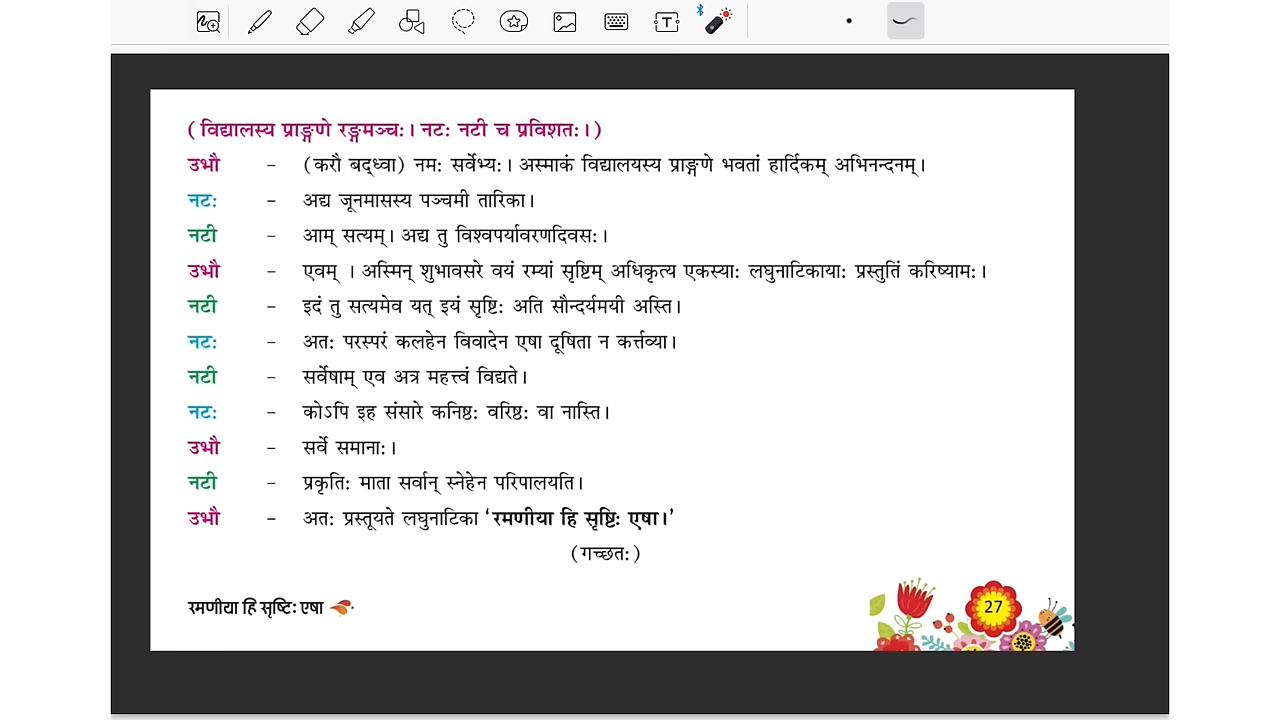 (विद्यालस्य प्राङ्गणे रङ्गमञ्चः। नटः नटी च प्रविशतः।)
उभौ - (करौ बद्ध्वा) नमः सर्वेभ्यः। अस्माकं विद्यालयस्य प्राङ्गणे भवतां हार्दिकम् अभिनन्दनम्।
नटः - अद्य जूनमासस्य पञ्चमी तारिका।
नटी - आम् सत्यम्। अद्य तु विश्वपर्यावरणदिवसः।
उभौ - एवम् । अस्मिन् शुभावसरे वयं रम्यां सृष्टिम् अधिकृत्य एकस्याः लघुनाटिकायाः प्रस्तुतिं करिष्यामः।
नटी - इदं तु सत्यमेव यत् इयं सृष्टिः अति सौन्दर्यमयी अस्ति।
नटः - अतः परस्परं कलहेन विवादेन एषा दूषिता न कर्त्तव्या।
नटी - सर्वेषाम् एव अत्र महत्त्वं विद्यते।
नटः - कोऽपि इह संसारे कनिष्ठः वरिष्ठः वा नास्ति।
उभौ - सर्वे समानाः।
नटी - प्रकृतिः माता सर्वान् स्नेहेन परिपालयति।
उभौ - अतः प्रस्तूयते लघुनाटिका ‘रमणीया हि सृष्टिः एषा।’
(गच्छतः)
रमणीया हि सृष्टिः एषा
27